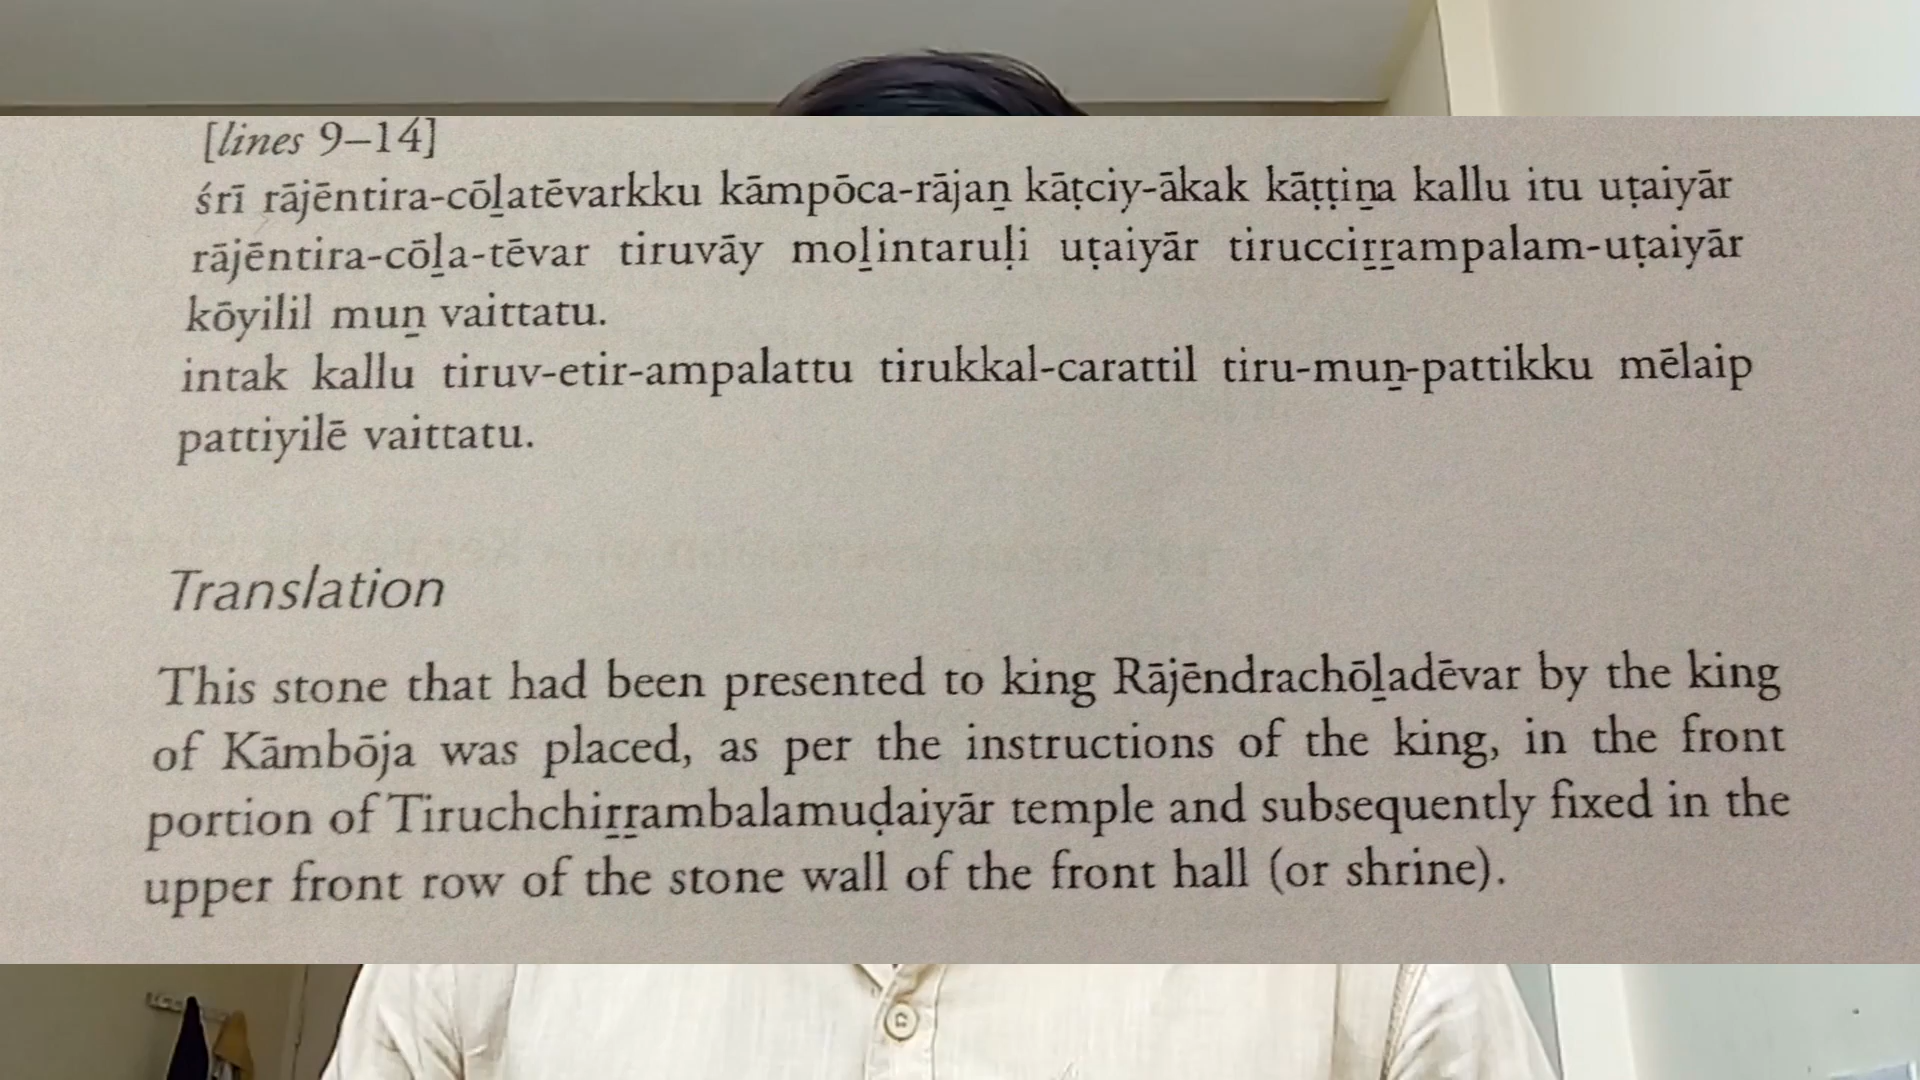 [lines 9–14]
śrī rājēntira-cōḻatēvarkku kāmpōca-rājaṉ kāṭciy-ākak kāṭṭiṉa kallu itu uṭaiyār
rājēntira-cōḻa-tēvar tiruvāy moḻintaruḷi uṭaiyār tirucciṟṟampalam-uṭaiyār
kōyilil muṉ vaittatu.
intak kallu tiruv-etir-ampalattu tirukkal-carattil tiru-muṉ-pattikku mēlaip
pattiyilē vaittatu.
Translation
This stone that had been presented to king Rājēndrachōḻadēvar by the king
of Kāmbōja was placed, as per the instructions of the king, in the front
portion of Tiruchchiṟṟambalamuḍaiyār temple and subsequently fixed in the
upper front row of the stone wall of the front hall (or shrine).